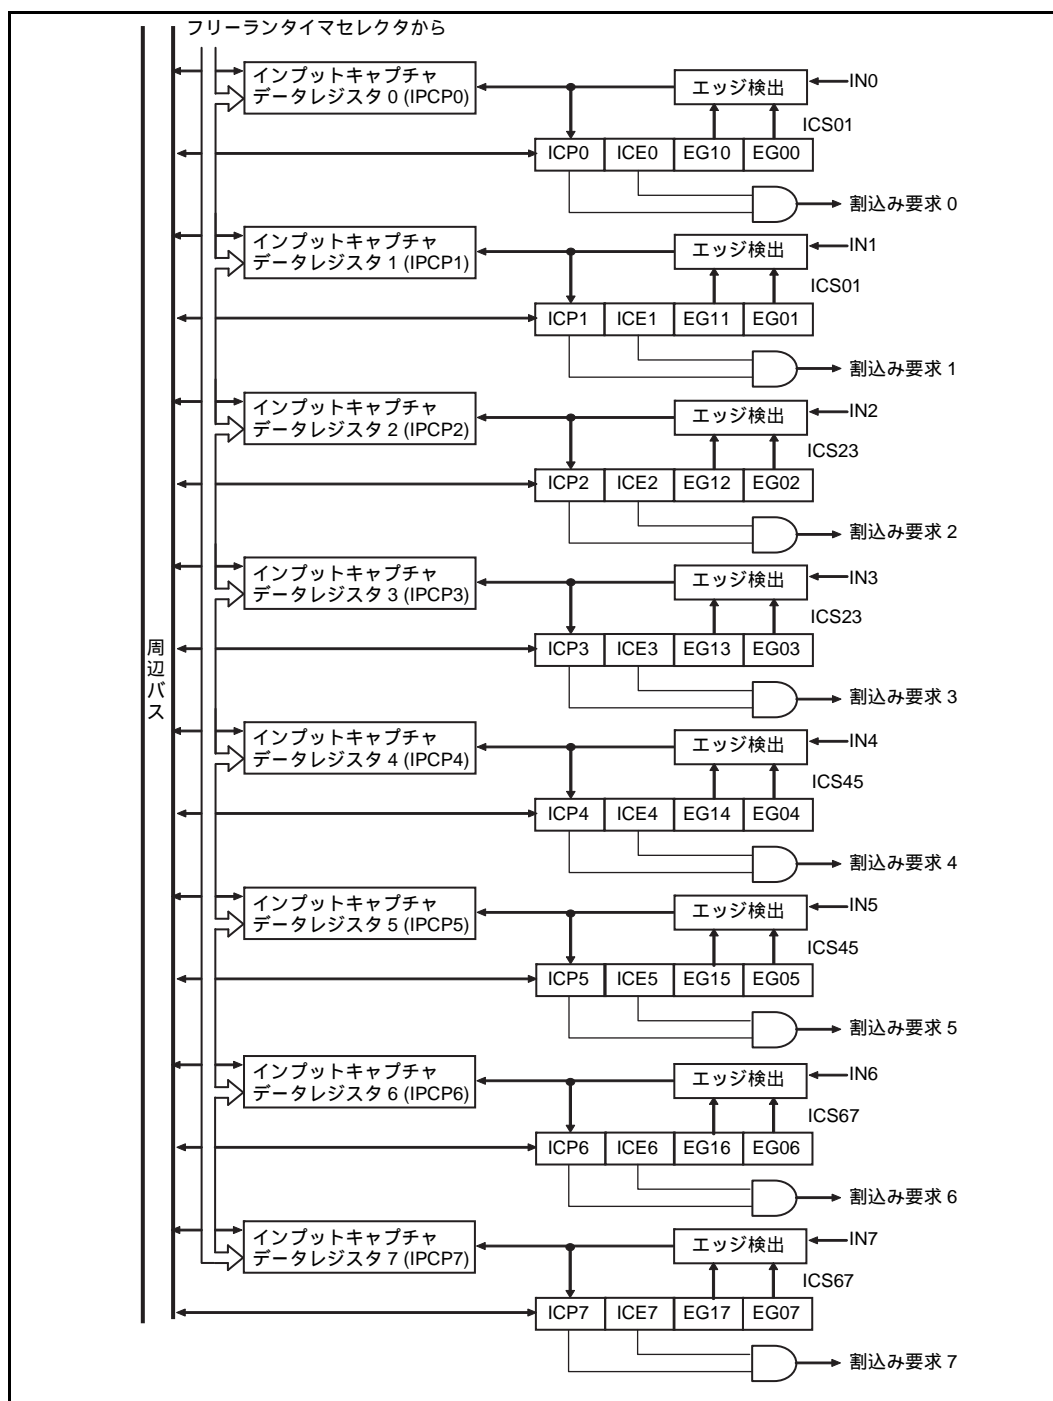 フリーランタイマセレクタから
インプットキャプチャ
データレジスタ 0 (IPCP0)
エッジ検出
IN0
ICS01
ICP0 ICE0 EG10 EG00
割込み要求 0
インプットキャプチャ
データレジスタ 1 (IPCP1)
エッジ検出
IN1
ICS01
ICP1 ICE1 EG11 EG01
割込み要求 1
インプットキャプチャ
データレジスタ 2 (IPCP2)
エッジ検出
IN2
ICS23
ICP2 ICE2 EG12 EG02
割込み要求 2
インプットキャプチャ
データレジスタ 3 (IPCP3)
エッジ検出
IN3
ICS23
ICP3 ICE3 EG13 EG03
割込み要求 3
周辺バス
インプットキャプチャ
データレジスタ 4 (IPCP4)
エッジ検出
IN4
ICS45
ICP4 ICE4 EG14 EG04
割込み要求 4
インプットキャプチャ
データレジスタ 5 (IPCP5)
エッジ検出
IN5
ICS45
ICP5 ICE5 EG15 EG05
割込み要求 5
インプットキャプチャ
データレジスタ 6 (IPCP6)
エッジ検出
IN6
ICS67
ICP6 ICE6 EG16 EG06
割込み要求 6
インプットキャプチャ
データレジスタ 7 (IPCP7)
エッジ検出
IN7
ICS67
ICP7 ICE7 EG17 EG07
割込み要求 7